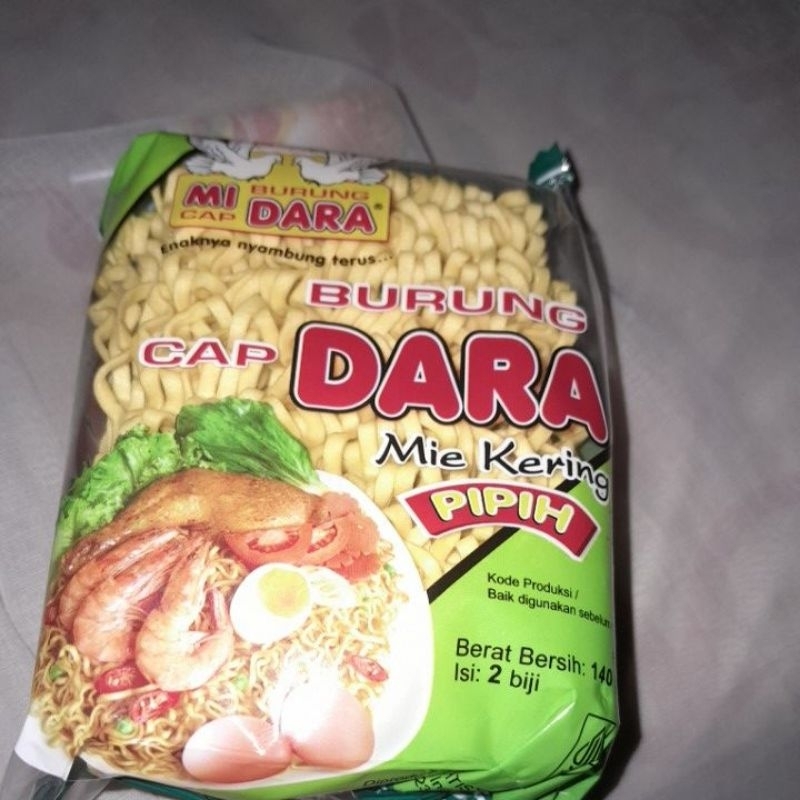 MI BURUNG
CAP DARA®
Enaknya nyambung terus...
BURUNG
CAP DARA
Mie Kering
PIPIH
Kode Produksi /
Baik digunakan sebelum
Berat Bersih: 140
Isi: 2 biji